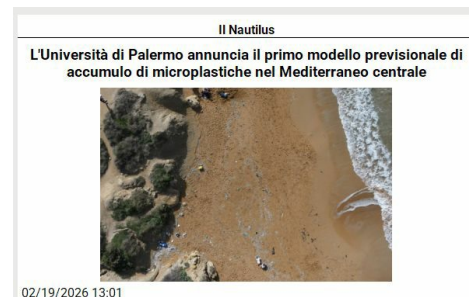 Il Nautilus
L'Università di Palermo annuncia il primo modello previsionale di
accumulo di microplastiche nel Mediterraneo centrale
02/19/2026 13:01